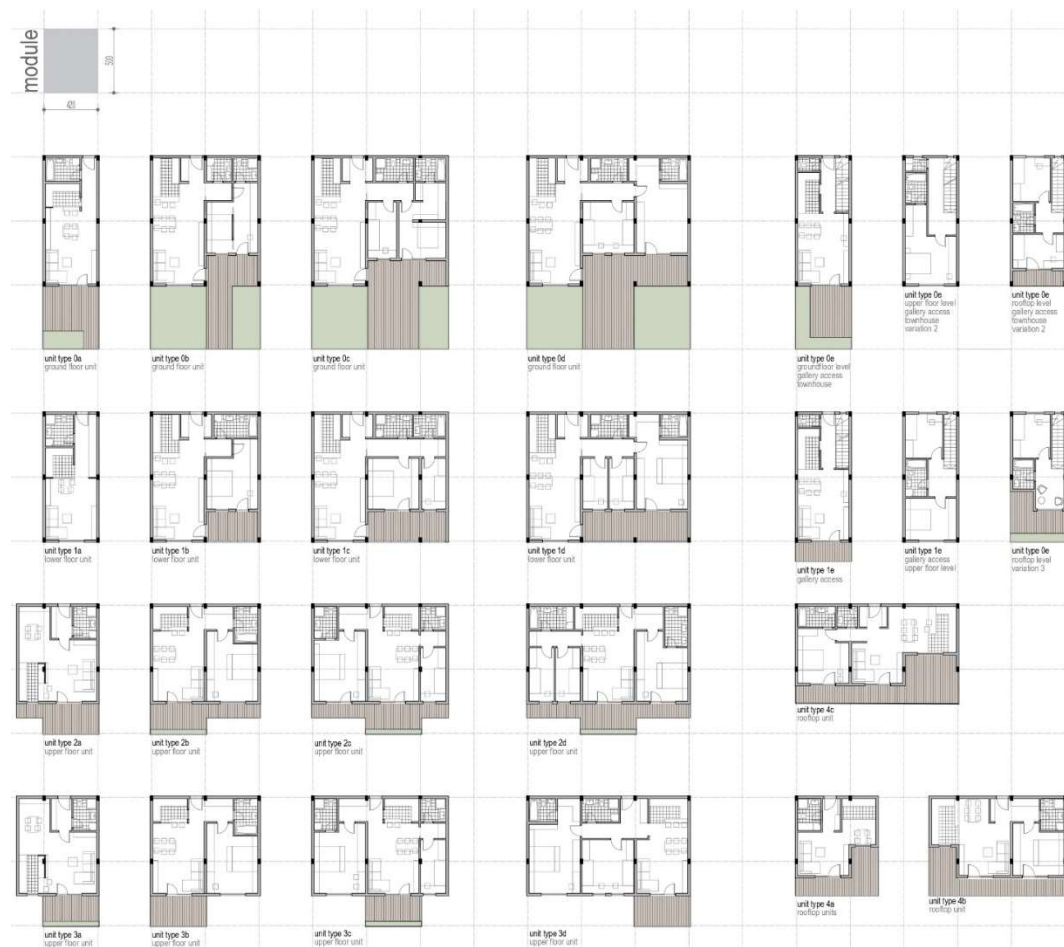 module
500
unit type 0a
ground floor unit
unit type 0b
ground floor unit
unit type 0c
ground floor unit
unit type 0d
ground floor unit
unit type 0e
groundfloor level
gallery access
townhouse
unit type 0e
upper floor level
gallery access
townhouse
variation 2
unit type 0e
rooftop level
gallery access
townhouse
variation 2
unit type 1a
lower floor unit
unit type 1b
lower floor unit
unit type 1c
lower floor unit
unit type 1d
lower floor unit
unit type 1e
gallery access
unit type 1e
gallery access
upper floor level
unit type 0e
rooftop level
variation 3
unit type 2a
upper floor unit
unit type 2b
upper floor unit
unit type 2c
upper floor unit
unit type 2d
upper floor unit
unit type 4c
rooftop unit
unit type 3a
upper floor unit
unit type 3b
upper floor unit
unit type 3c
upper floor unit
unit type 3d
upper floor unit
unit type 4a
rooftop units
unit type 4b
rooftop unit